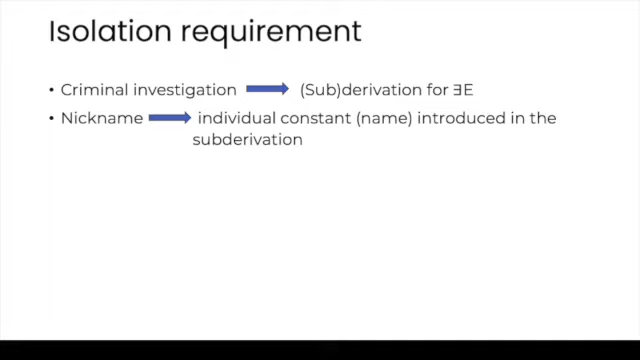 Isolation requirement
• Criminal investigation (Sub)derivation for ∃E
• Nickname individual constant (name) introduced in the
subderivation